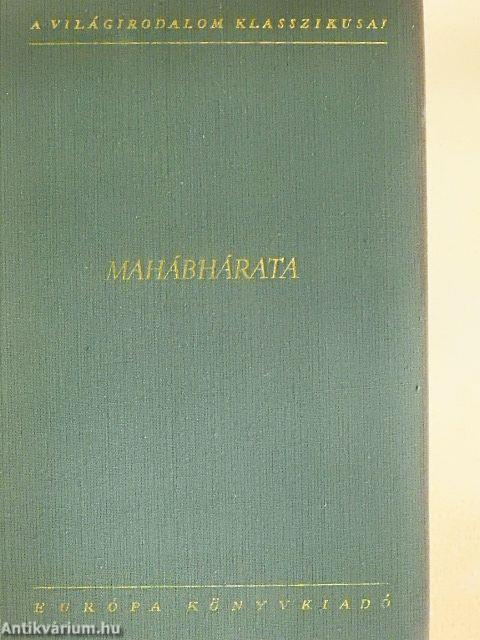 A VILÁGIRODALOM KLASSZIKUSAI
MAHÁBHÁRATA
EURÓPA KÖNYVKIADÓ
Antikvárium.hu